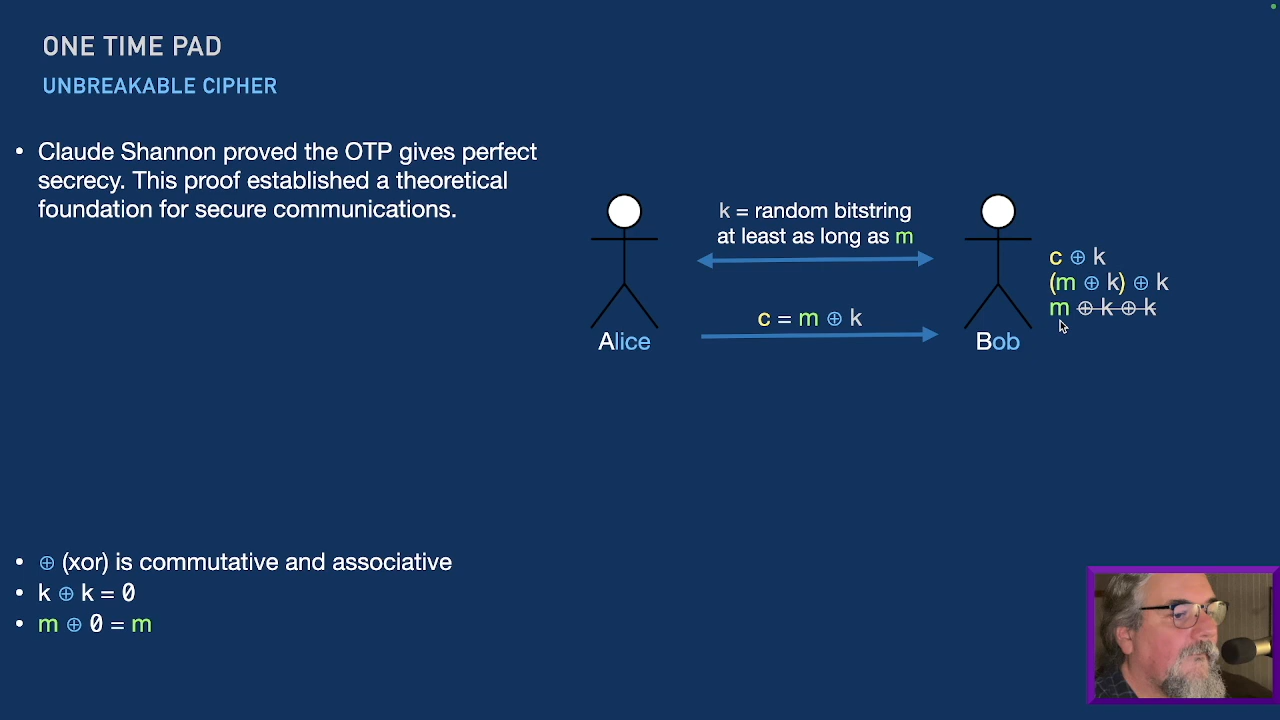 ONE TIME PAD
UNBREAKABLE CIPHER
• Claude Shannon proved the OTP gives perfect
secrecy. This proof established a theoretical
foundation for secure communications.
k = random bitstring
at least as long as m
c = m ⊕ k
Alice
Bob
c ⊕ k
(m ⊕ k) ⊕ k
m ⊕ k ⊕ k
• ⊕ (xor) is commutative and associative
• k ⊕ k = 0
• m ⊕ 0 = m